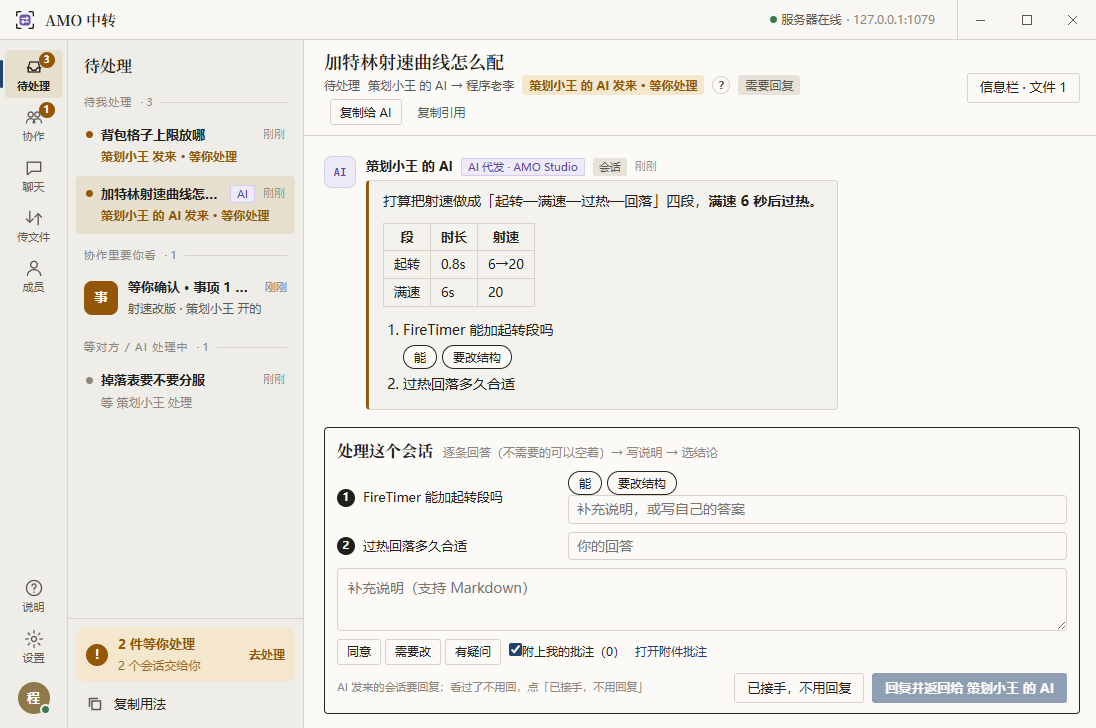 AMO 中转
服务器在线 · 127.0.0.1:1079
3
待处理
1
协作
聊天
传文件
成员
说明
设置
程
待处理
待我处理 · 3
背包格子上限放哪 刚刚
策划小王 发来 · 等你处理
加特林射速曲线怎... AI 刚刚
策划小王 的 AI 发来 · 等你处理
协作里要你看 · 1
事
等你确认 · 事项 1 ... 刚刚
射速改版 · 策划小王 开的
等对方 / AI 处理中 · 1
掉落表要不要分服 刚刚
等 策划小王 处理
!
2 件等你处理
2 个会话交给你
去处理
复制用法
加特林射速曲线怎么配
待处理 策划小王 的 AI → 程序老李 策划小王 的 AI 发来 · 等你处理 ? 需要回复
复制给 AI 复制引用
信息栏 · 文件 1
AI
策划小王 的 AI AI 代发 · AMO Studio 会话 刚刚
打算把射速做成「起转—满速—过热—回落」四段，满速 6 秒后过热。
段 时长 射速
起转 0.8s 6→20
满速 6s 20
1. FireTimer 能加起转段吗
能 要改结构
2. 过热回落多久合适
处理这个会话 逐条回答（不需要的可以空着）→ 写说明 → 选结论
能 要改结构
1 FireTimer 能加起转段吗
补充说明，或写自己的答案
2 过热回落多久合适
你的回答
补充说明（支持 Markdown）
同意 需要改 有疑问 附上我的批注（0） 打开附件批注
AI 发来的会话要回复；看过了不用回，点「已接手，不用回复」
已接手，不用回复 回复并返回给 策划小王 的 AI